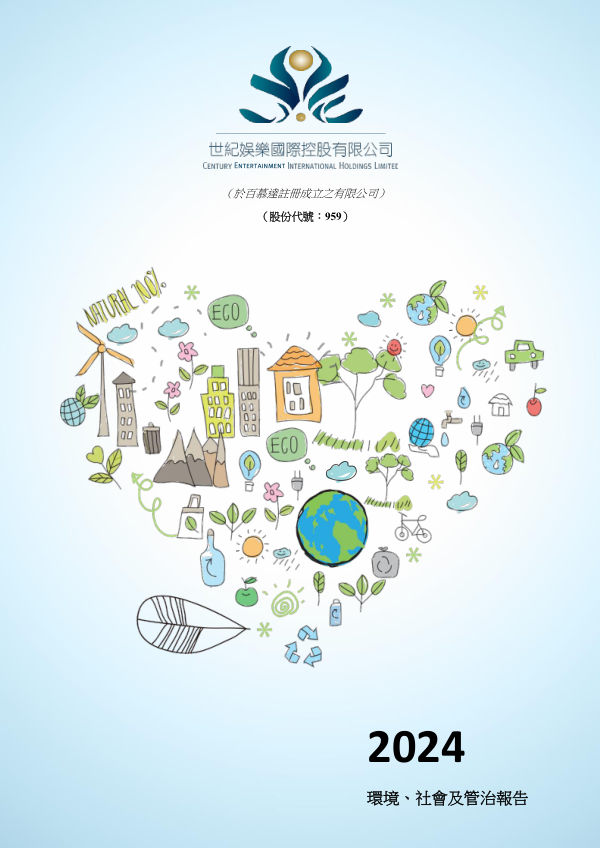 世紀娛樂國際控股有限公司
CENTURY ENTERTAINMENT INTERNATIONAL HOLDINGS LIMITED
（於百慕達註冊成立之有限公司）
（股份代號：959）
NATURAL 100%
ECO
ECO
2024
環境、社會及管治報告